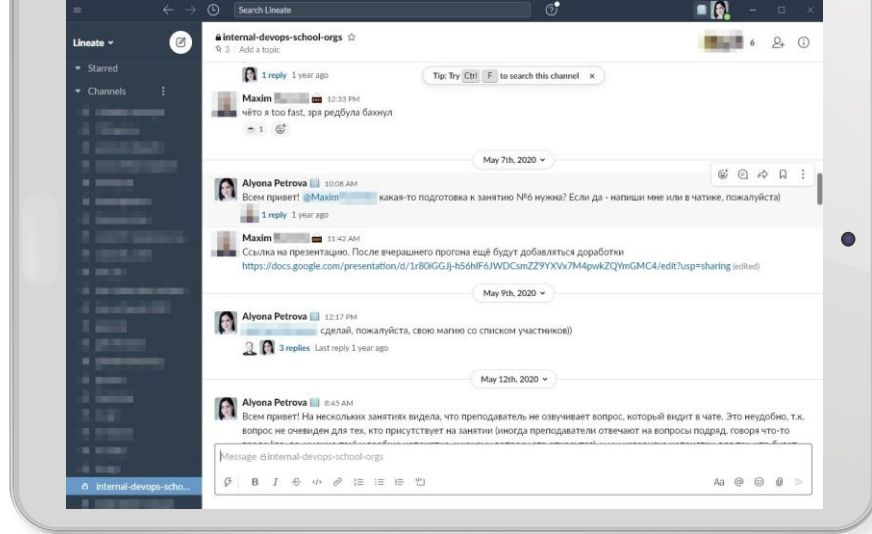 Search Lineate
Lineate
internal-devops-school-orgs
3 Add a topic
6
Starred
Channels
1 reply 1 year ago
Tip: Try Ctrl F to search this channel x
Maxim 12:33 PM
чёто я too fast, зря редбула бахнул
1
May 7th, 2020
Alyona Petrova 10:08 AM
Всем привет! @Maxim какая-то подготовка к занятию №6 нужна? Если да - напиши мне или в чатике, пожалуйста)
1 reply 1 year ago
Maxim 11:42 AM
Ссылка на презентацию. После вчерашнего прогона ещё будут добавляться доработки
https://docs.google.com/presentation/d/1r80iGGJj-hS6hlF6JWDCsmZZ9YXVx7M4pwkZQYmGMC4/edit?usp=sharing (edited)
May 9th, 2020
Alyona Petrova 12:17 PM
сделай, пожалуйста, свою магию со списком участников))
3 replies Last reply 1 year ago
May 12th, 2020
Alyona Petrova 8:45 AM
Всем привет! На нескольких занятиях видела, что преподаватель не озвучивает вопрос, который видит в чате. Это неудобно, т.к.
вопрос не очевиден для тех, кто присутствует на занятии (иногда преподаватели отвечают на вопросы подряд, говоря что-то
Message internal-devops-school-orgs
B I Aa @
internal-devops-scho...